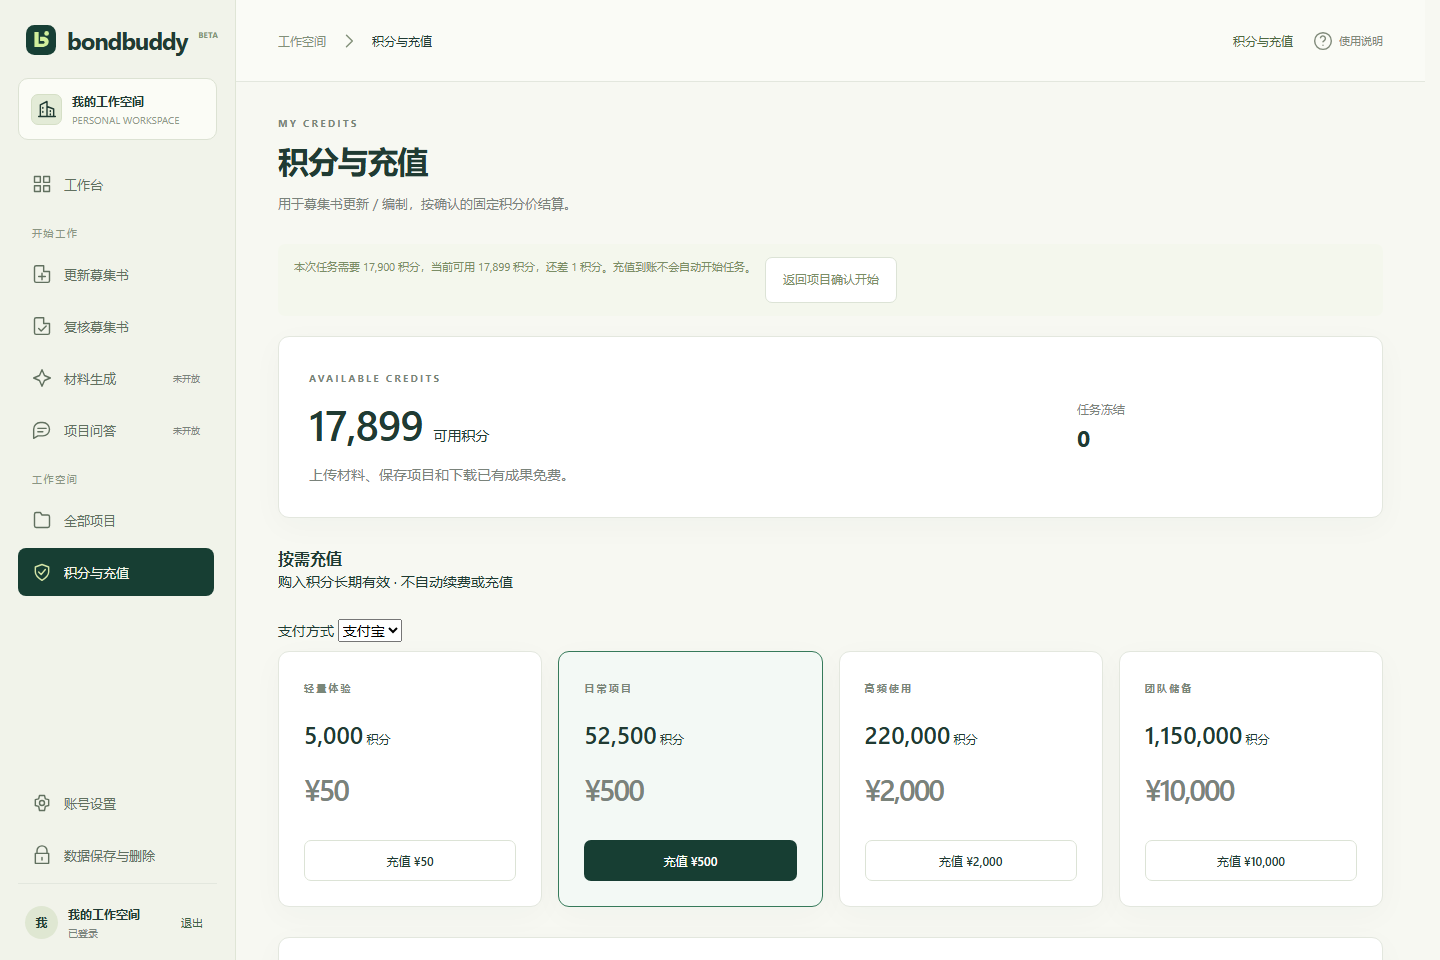 bondbuddy BETA
我的工作空间
PERSONAL WORKSPACE
工作台
开始工作
更新募集书
复核募集书
材料生成 未开放
项目问答 未开放
工作空间
全部项目
积分与充值
账号设置
数据保存与删除
我 我的工作空间
已登录
退出
工作空间 积分与充值
积分与充值 使用说明
MY CREDITS
积分与充值
用于募集书更新 / 编制，按确认的固定积分价结算。
本次任务需要 17,900 积分，当前可用 17,899 积分，还差 1 积分。充值到账不会自动开始任务。
返回项目确认开始
AVAILABLE CREDITS
17,899 可用积分
上传材料、保存项目和下载已有成果免费。
任务冻结
0
按需充值
购入积分长期有效 · 不自动续费或充值
支付方式 支付宝
轻量体验
5,000 积分
¥50
充值 ¥50
日常项目
52,500 积分
¥500
充值 ¥500
高频使用
220,000 积分
¥2,000
充值 ¥2,000
团队储备
1,150,000 积分
¥10,000
充值 ¥10,000